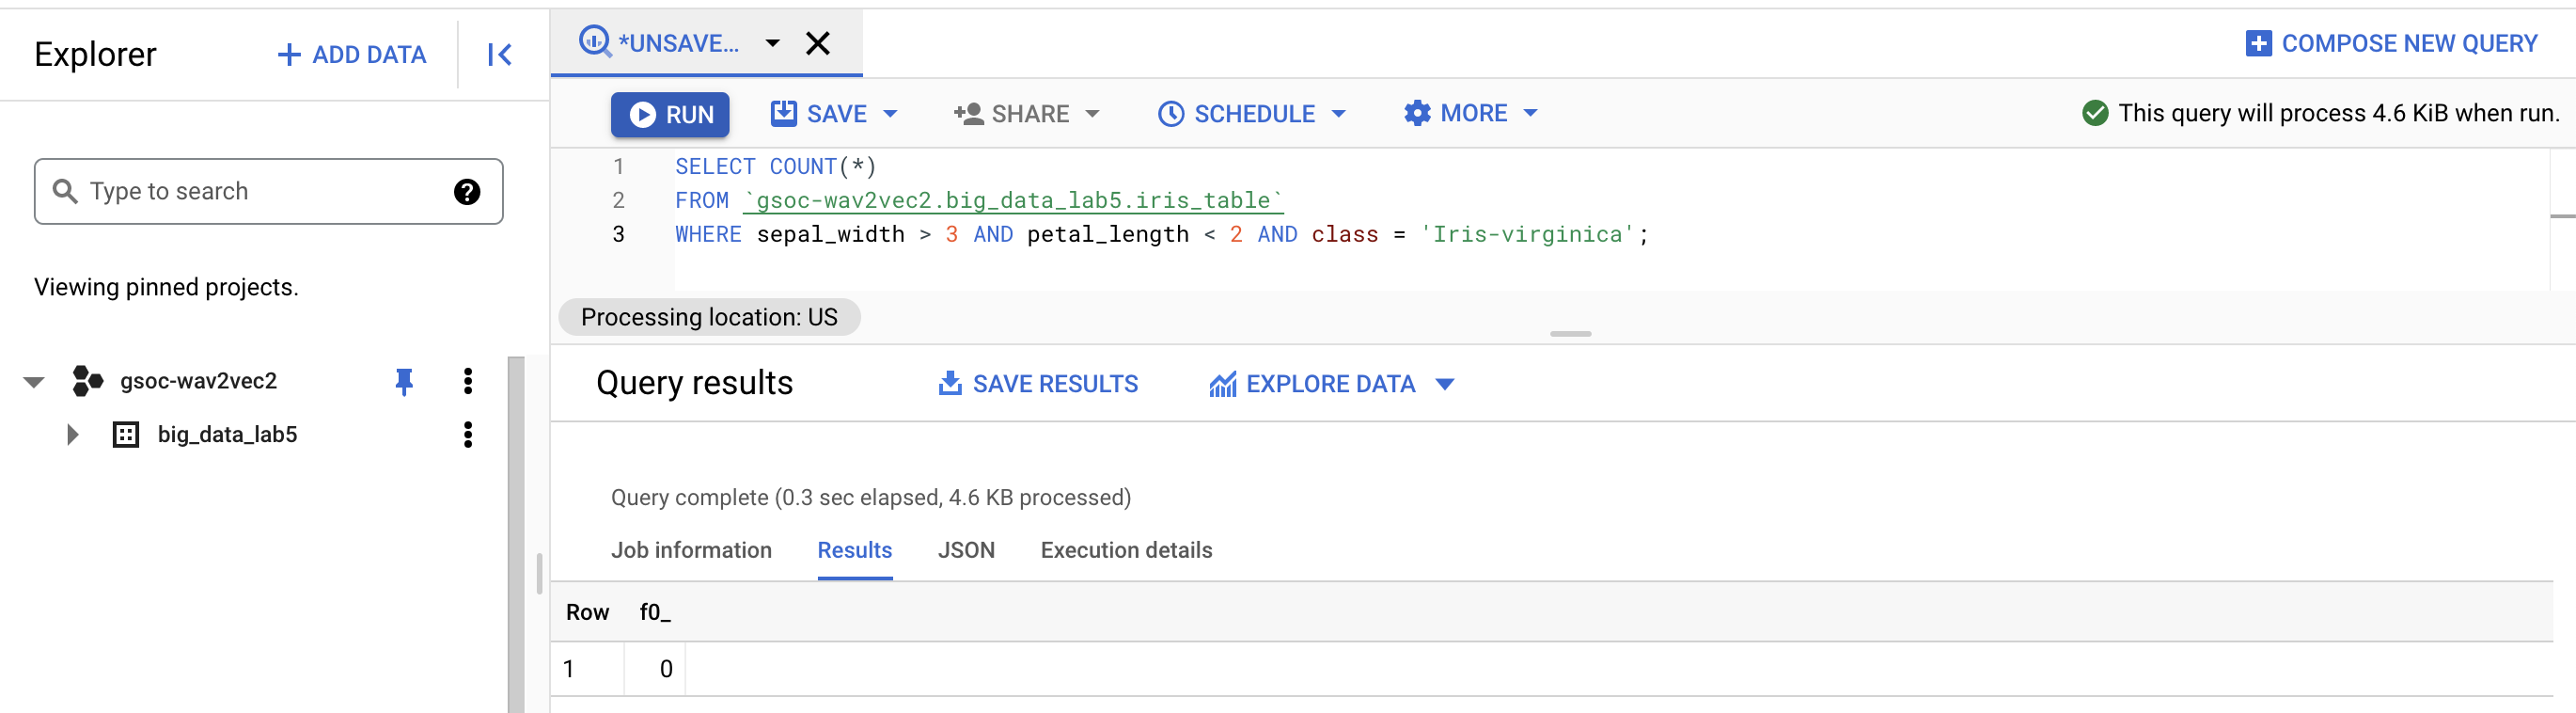 Explorer
+ ADD DATA
Type to search
Viewing pinned projects.
gsoc-wav2vec2
big_data_lab5
*UNSAVE...
COMPOSE NEW QUERY
RUN SAVE SHARE SCHEDULE MORE This query will process 4.6 KiB when run.
1 SELECT COUNT(*)
2 FROM `gsoc-wav2vec2.big_data_lab5.iris_table`
3 WHERE sepal_width > 3 AND petal_length < 2 AND class = 'Iris-virginica';
Processing location: US
Query results SAVE RESULTS EXPLORE DATA
Query complete (0.3 sec elapsed, 4.6 KB processed)
Job information Results JSON Execution details
Row f0_
1 0